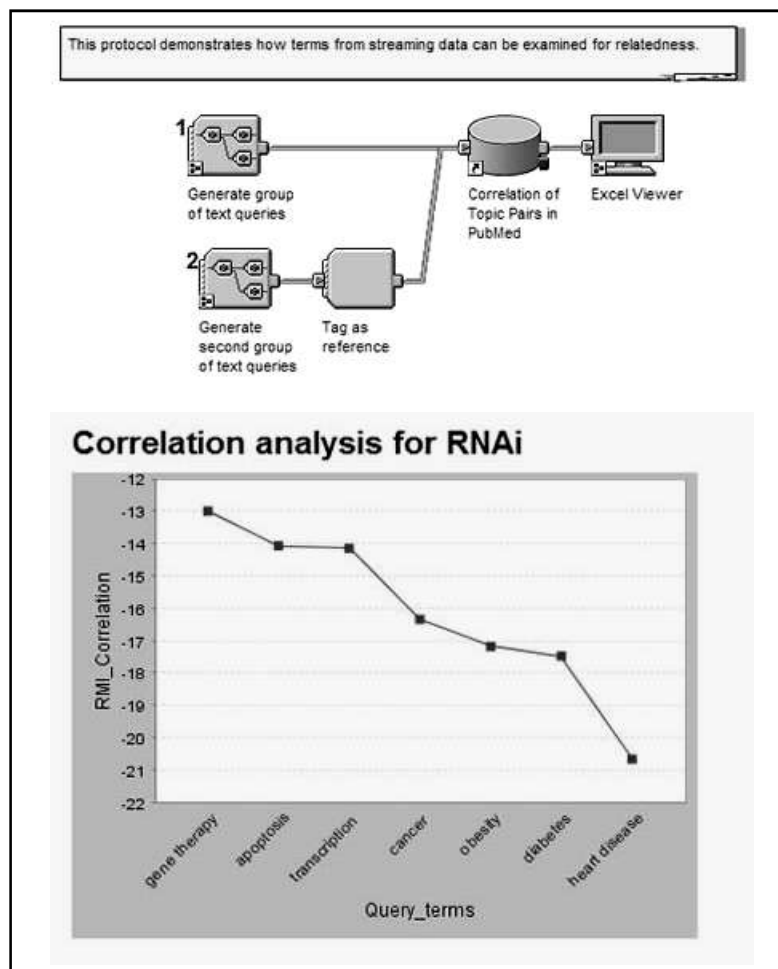 This protocol demonstrates how terms from streaming data can be examined for relatedness.
1
Generate group
of text queries
Correlation of
Topic Pairs in
PubMed
Excel Viewer
2
Generate
second group
of text queries
Tag as
reference
Correlation analysis for RNAi
RMI_Correlation
-12
-13
-14
-15
-16
-17
-18
-19
-20
-21
-22
gene therapy
apoptosis
transcription
cancer
obesity
diabetes
heart disease
Query_terms